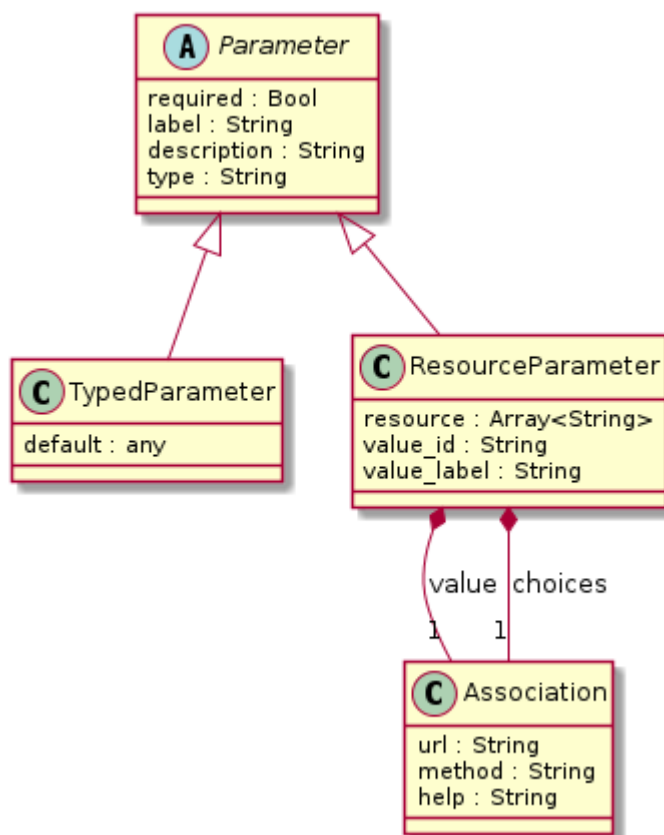 A Parameter
required : Bool
label : String
description : String
type : String
C TypedParameter
default : any
C ResourceParameter
resource : Array<String>
value_id : String
value_label : String
value choices
1 1
C Association
url : String
method : String
help : String